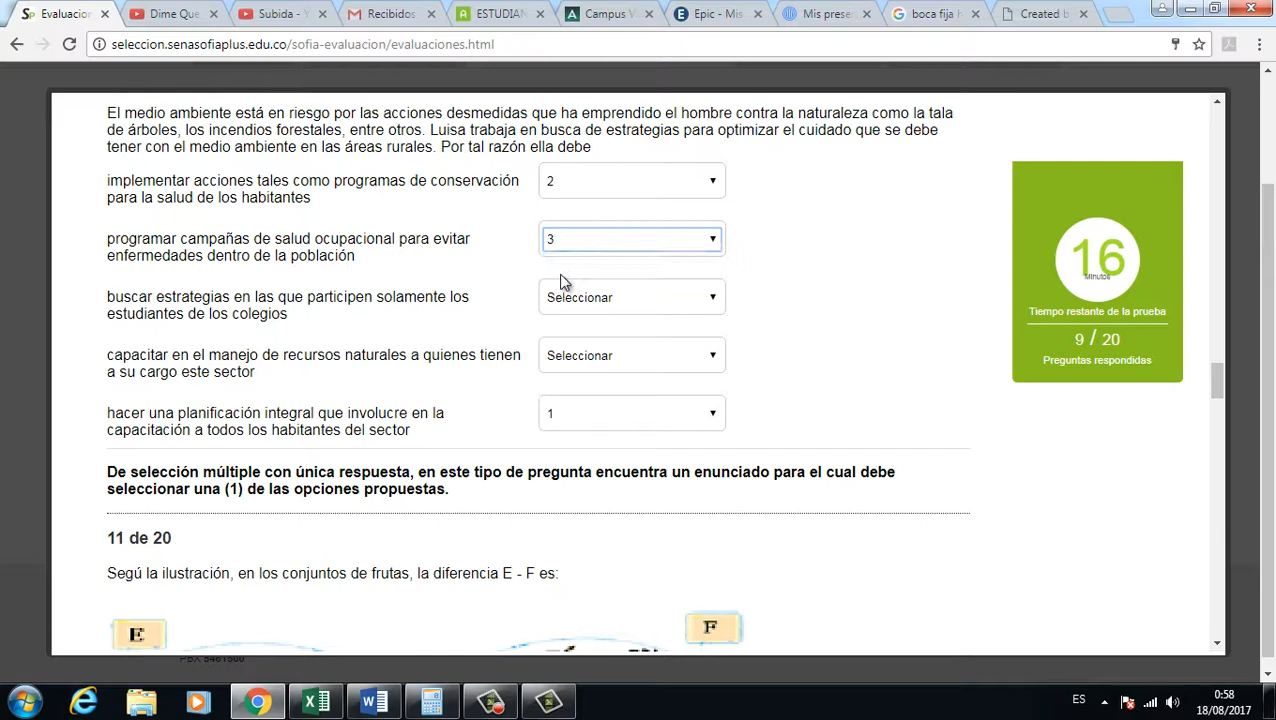 Evaluacior
Dime Que
Subida - Y
Recibidos
ESTUDIAN
Campus V
Epic - Mis
Mis prese
boca fija h
Created b
seleccion.senasofiaplus.edu.co/sofia-evaluacion/evaluaciones.html
El medio ambiente está en riesgo por las acciones desmedidas que ha emprendido el hombre contra la naturaleza como la tala
de árboles, los incendios forestales, entre otros. Luisa trabaja en busca de estrategias para optimizar el cuidado que se debe
tener con el medio ambiente en las áreas rurales. Por tal razón ella debe
implementar acciones tales como programas de conservación
para la salud de los habitantes
2
programar campañas de salud ocupacional para evitar
enfermedades dentro de la población
3
buscar estrategias en las que participen solamente los
estudiantes de los colegios
Seleccionar
capacitar en el manejo de recursos naturales a quienes tienen
a su cargo este sector
Seleccionar
hacer una planificación integral que involucre en la
capacitación a todos los habitantes del sector
1
16
Minutos
Tiempo restante de la prueba
9 / 20
Preguntas respondidas
De selección múltiple con única respuesta, en este tipo de pregunta encuentra un enunciado para el cual debe
seleccionar una (1) de las opciones propuestas.
11 de 20
Segú la ilustración, en los conjuntos de frutas, la diferencia E - F es:
E
F
ES
0:58
18/08/2017